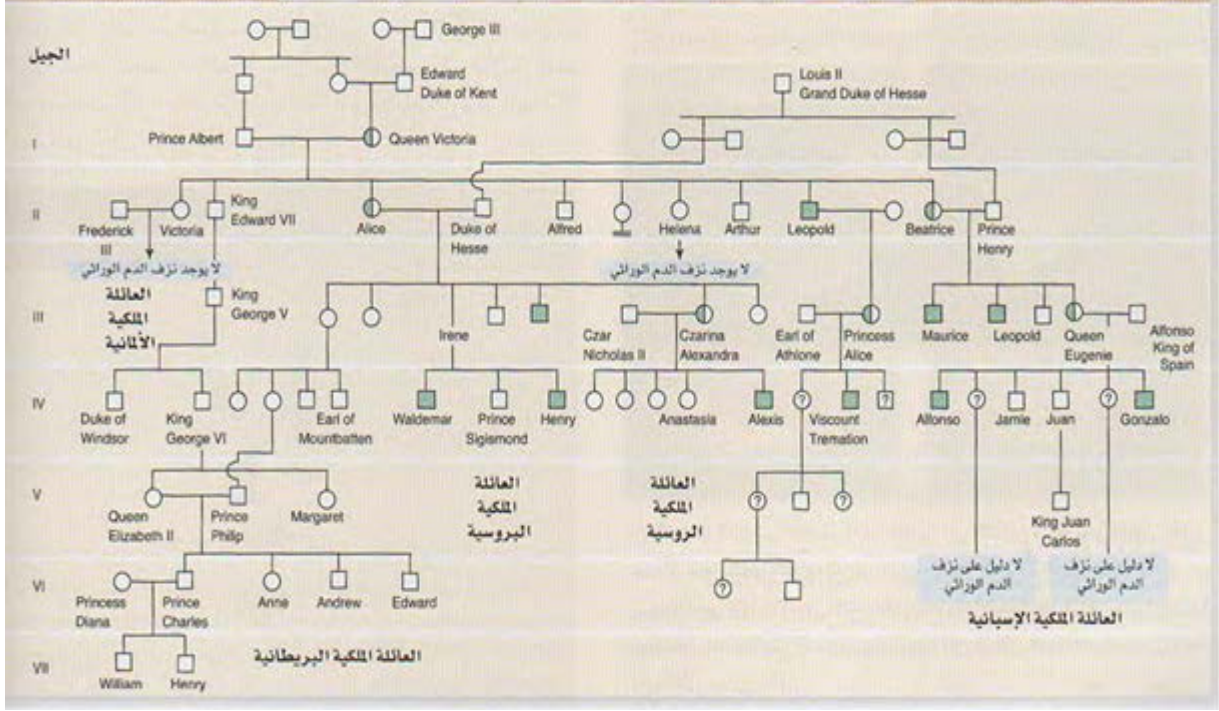 George III
الجيل
Edward
Duke of Kent
Louis II
Grand Duke of Hesse
I
Prince Albert
Queen Victoria
II
Frederick
III
Victoria
King
Edward VII
Alice
Duke of
Hesse
Alfred
Helena
Arthur
Leopold
Beatrice
Prince
Henry
لا يوجد نزف الدم الوراثي
لا يوجد نزف الدم الوراثي
III
العائلة
الملكية
الألمانية
King
George V
Irene
Czar
Nicholas II
Czarina
Alexandra
Earl of
Athlone
Princess
Alice
Maurice
Leopold
Queen
Eugenie
Alfonso
King of
Spain
IV
Duke of
Windsor
King
George VI
Earl of
Mountbatten
Waldemar
Prince
Sigismond
Henry
Anastasia
Alexis
?
Viscount
Tremation
?
Alfonso
?
Jamie
Juan
?
Gonzalo
V
Queen
Elizabeth II
Prince
Philip
Margaret
العائلة
الملكية
البروسية
العائلة
الملكية
الروسية
?
?
King Juan
Carlos
لا دليل على نزف
الدم الوراثي
لا دليل على نزف
الدم الوراثي
VI
Princess
Diana
Prince
Charles
Anne
Andrew
Edward
?
العائلة الملكية الإسبانية
VII
William
Henry
العائلة الملكية البريطانية